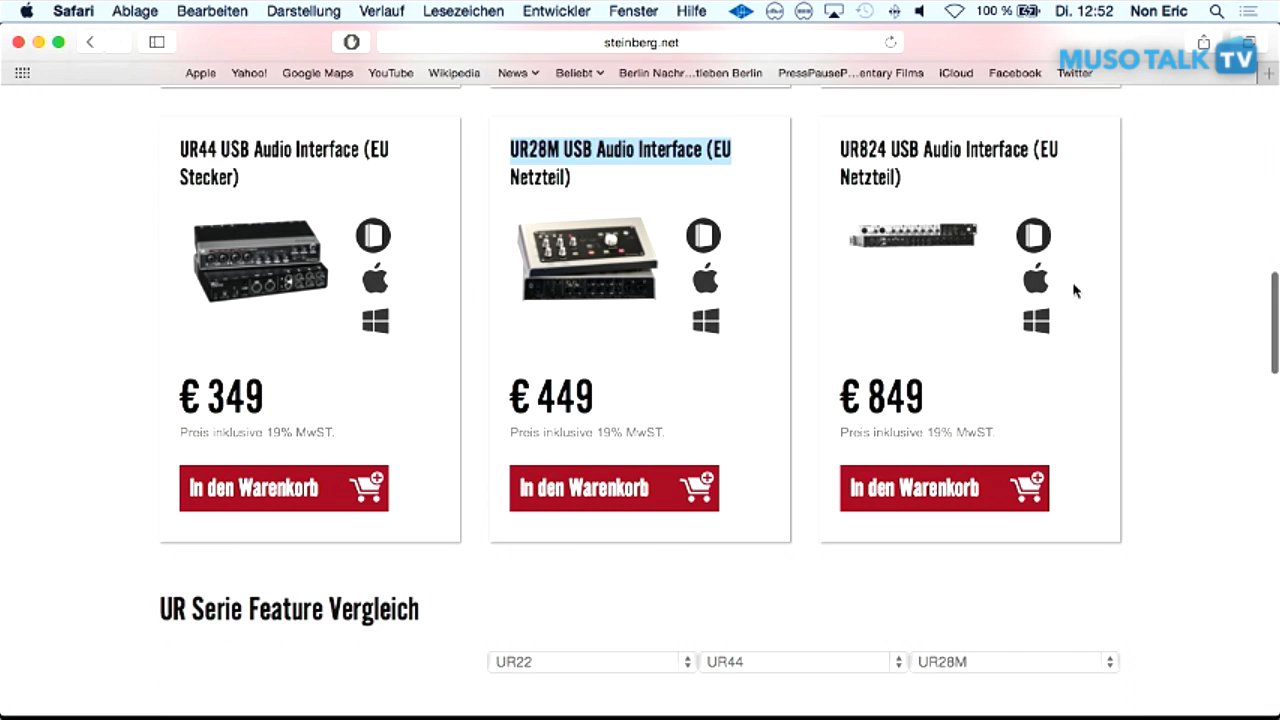 Safari Ablage Bearbeiten Darstellung Verlauf Lesezeichen Entwickler Fenster Hilfe 100 % Di. 12:52 Non Eric
steinberg.net
MUSO TALK TV
Apple Yahoo! Google Maps YouTube Wikipedia News Beliebt Berlin Nachr...tleben Berlin PressPauseP...entary Films iCloud Facebook Twitter
UR44 USB Audio Interface (EU
Stecker)
€ 349
Preis inklusive 19% MwST.
In den Warenkorb
UR28M USB Audio Interface (EU
Netzteil)
€ 449
Preis inklusive 19% MwST.
In den Warenkorb
UR824 USB Audio Interface (EU
Netzteil)
€ 849
Preis inklusive 19% MwST.
In den Warenkorb
UR Serie Feature Vergleich
UR22 UR44 UR28M